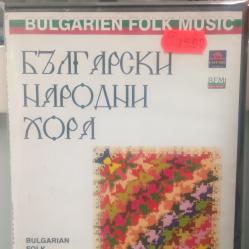 BULGARIEN FOLK MUSIC
БЪЛГАРСКИ
НАРОДНИ
ХОРА
BULGARIAN
FOLK